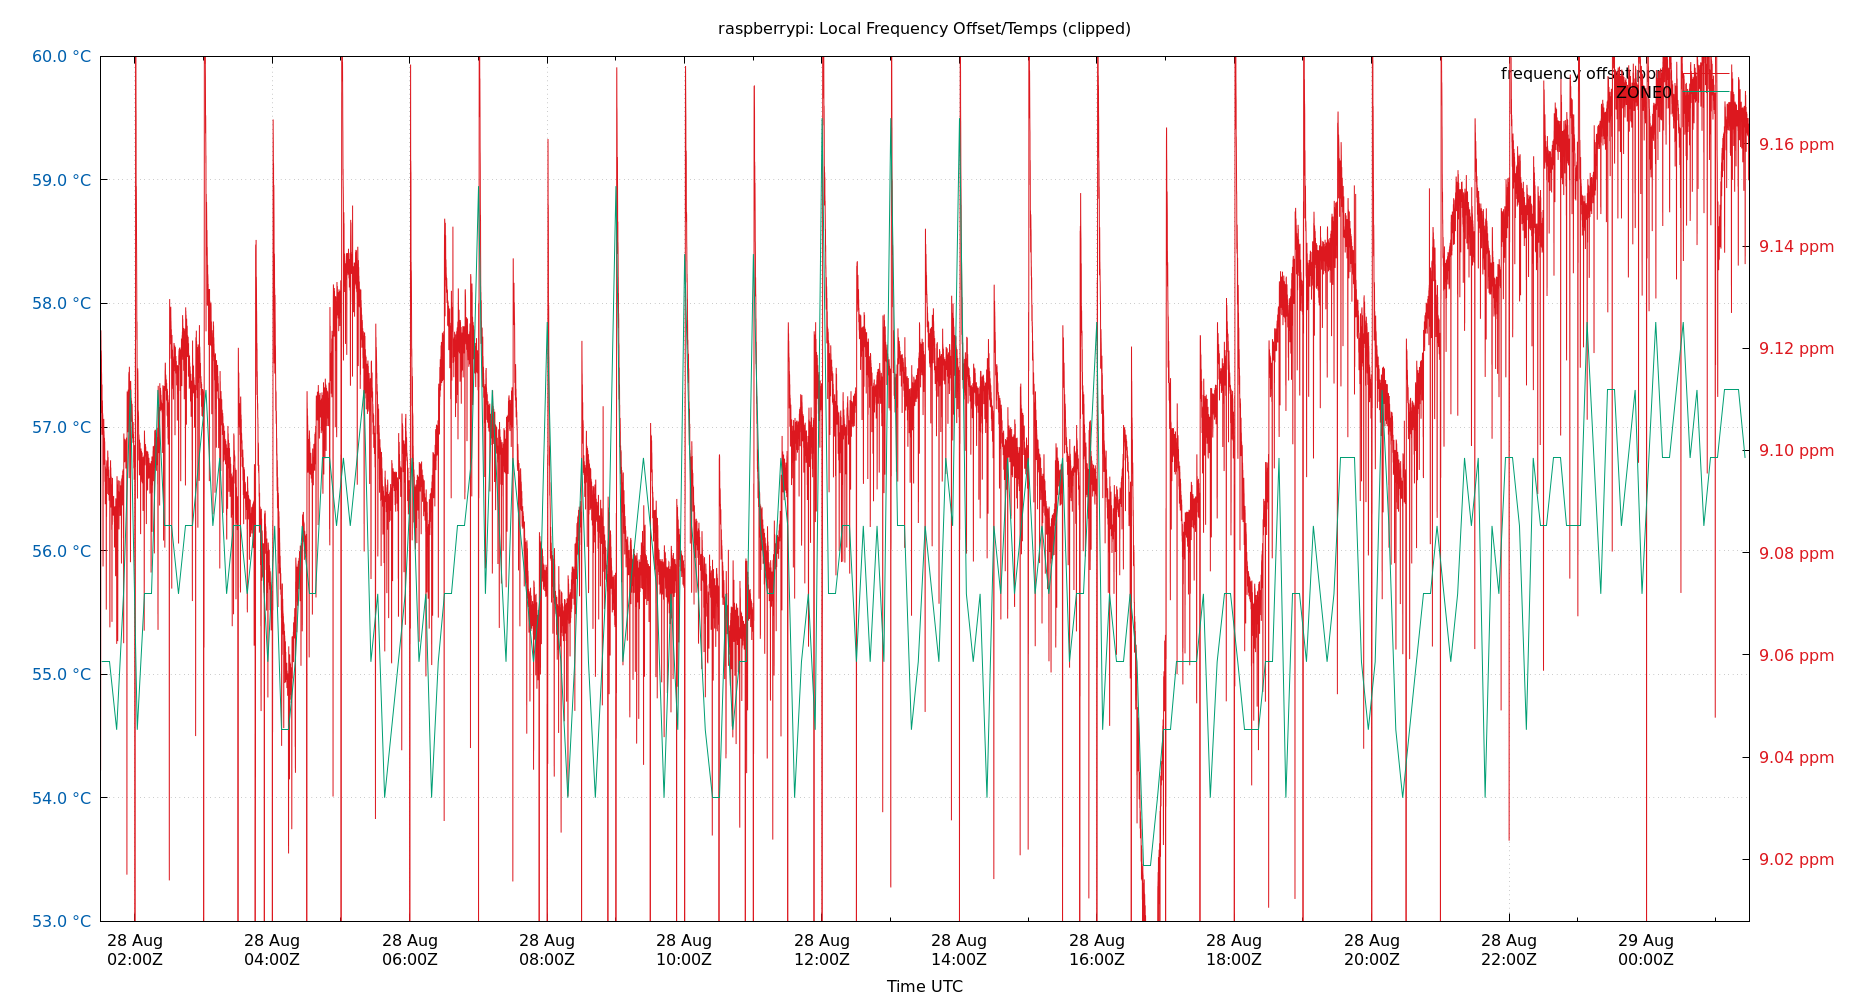 raspberrypi: Local Frequency Offset/Temps (clipped)
60.0 °C
59.0 °C
58.0 °C
57.0 °C
56.0 °C
55.0 °C
54.0 °C
53.0 °C
frequency offset ppm
ZONE0
9.16 ppm
9.14 ppm
9.12 ppm
9.10 ppm
9.08 ppm
9.06 ppm
9.04 ppm
9.02 ppm
28 Aug 28 Aug 28 Aug 28 Aug 28 Aug 28 Aug 28 Aug 28 Aug 28 Aug 28 Aug 28 Aug 29 Aug
02:00Z 04:00Z 06:00Z 08:00Z 10:00Z 12:00Z 14:00Z 16:00Z 18:00Z 20:00Z 22:00Z 00:00Z
Time UTC